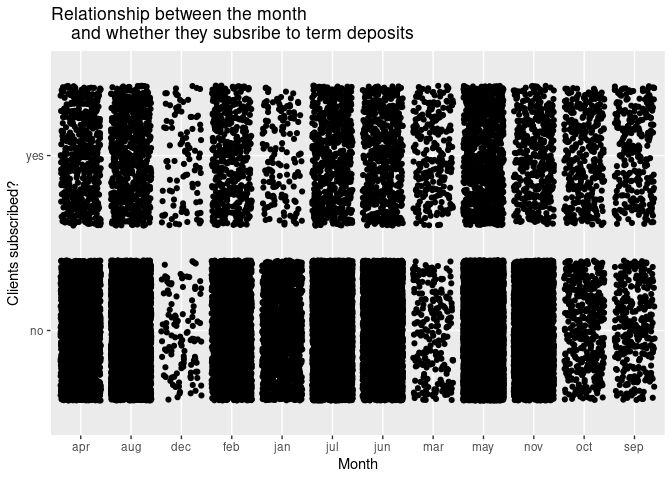 Relationship between the month
and whether they subsribe to term deposits
Clients subscribed?
yes
no
apr aug dec feb jan jul jun mar may nov oct sep
Month